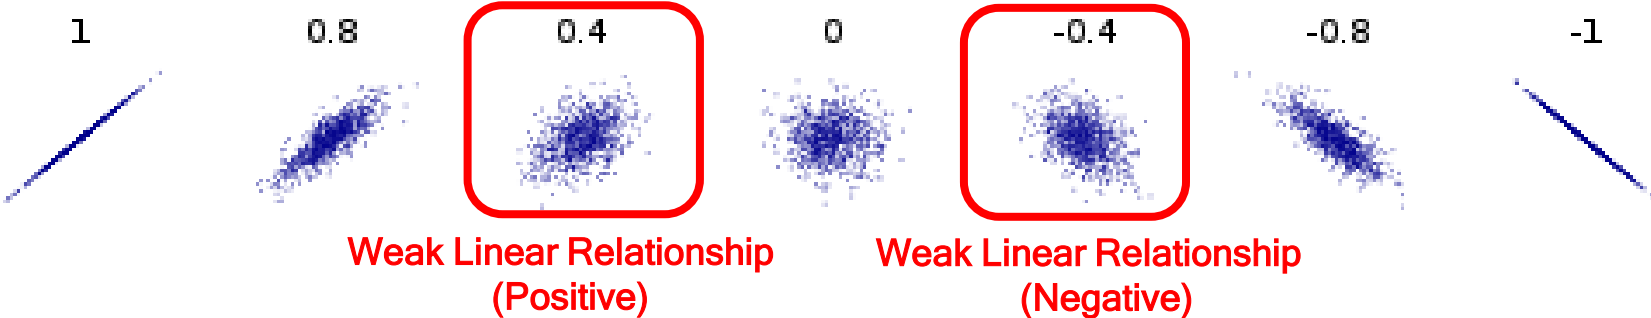 1 0.8 0.4 0 -0.4 -0.8 -1
Weak Linear Relationship Weak Linear Relationship
(Positive) (Negative)